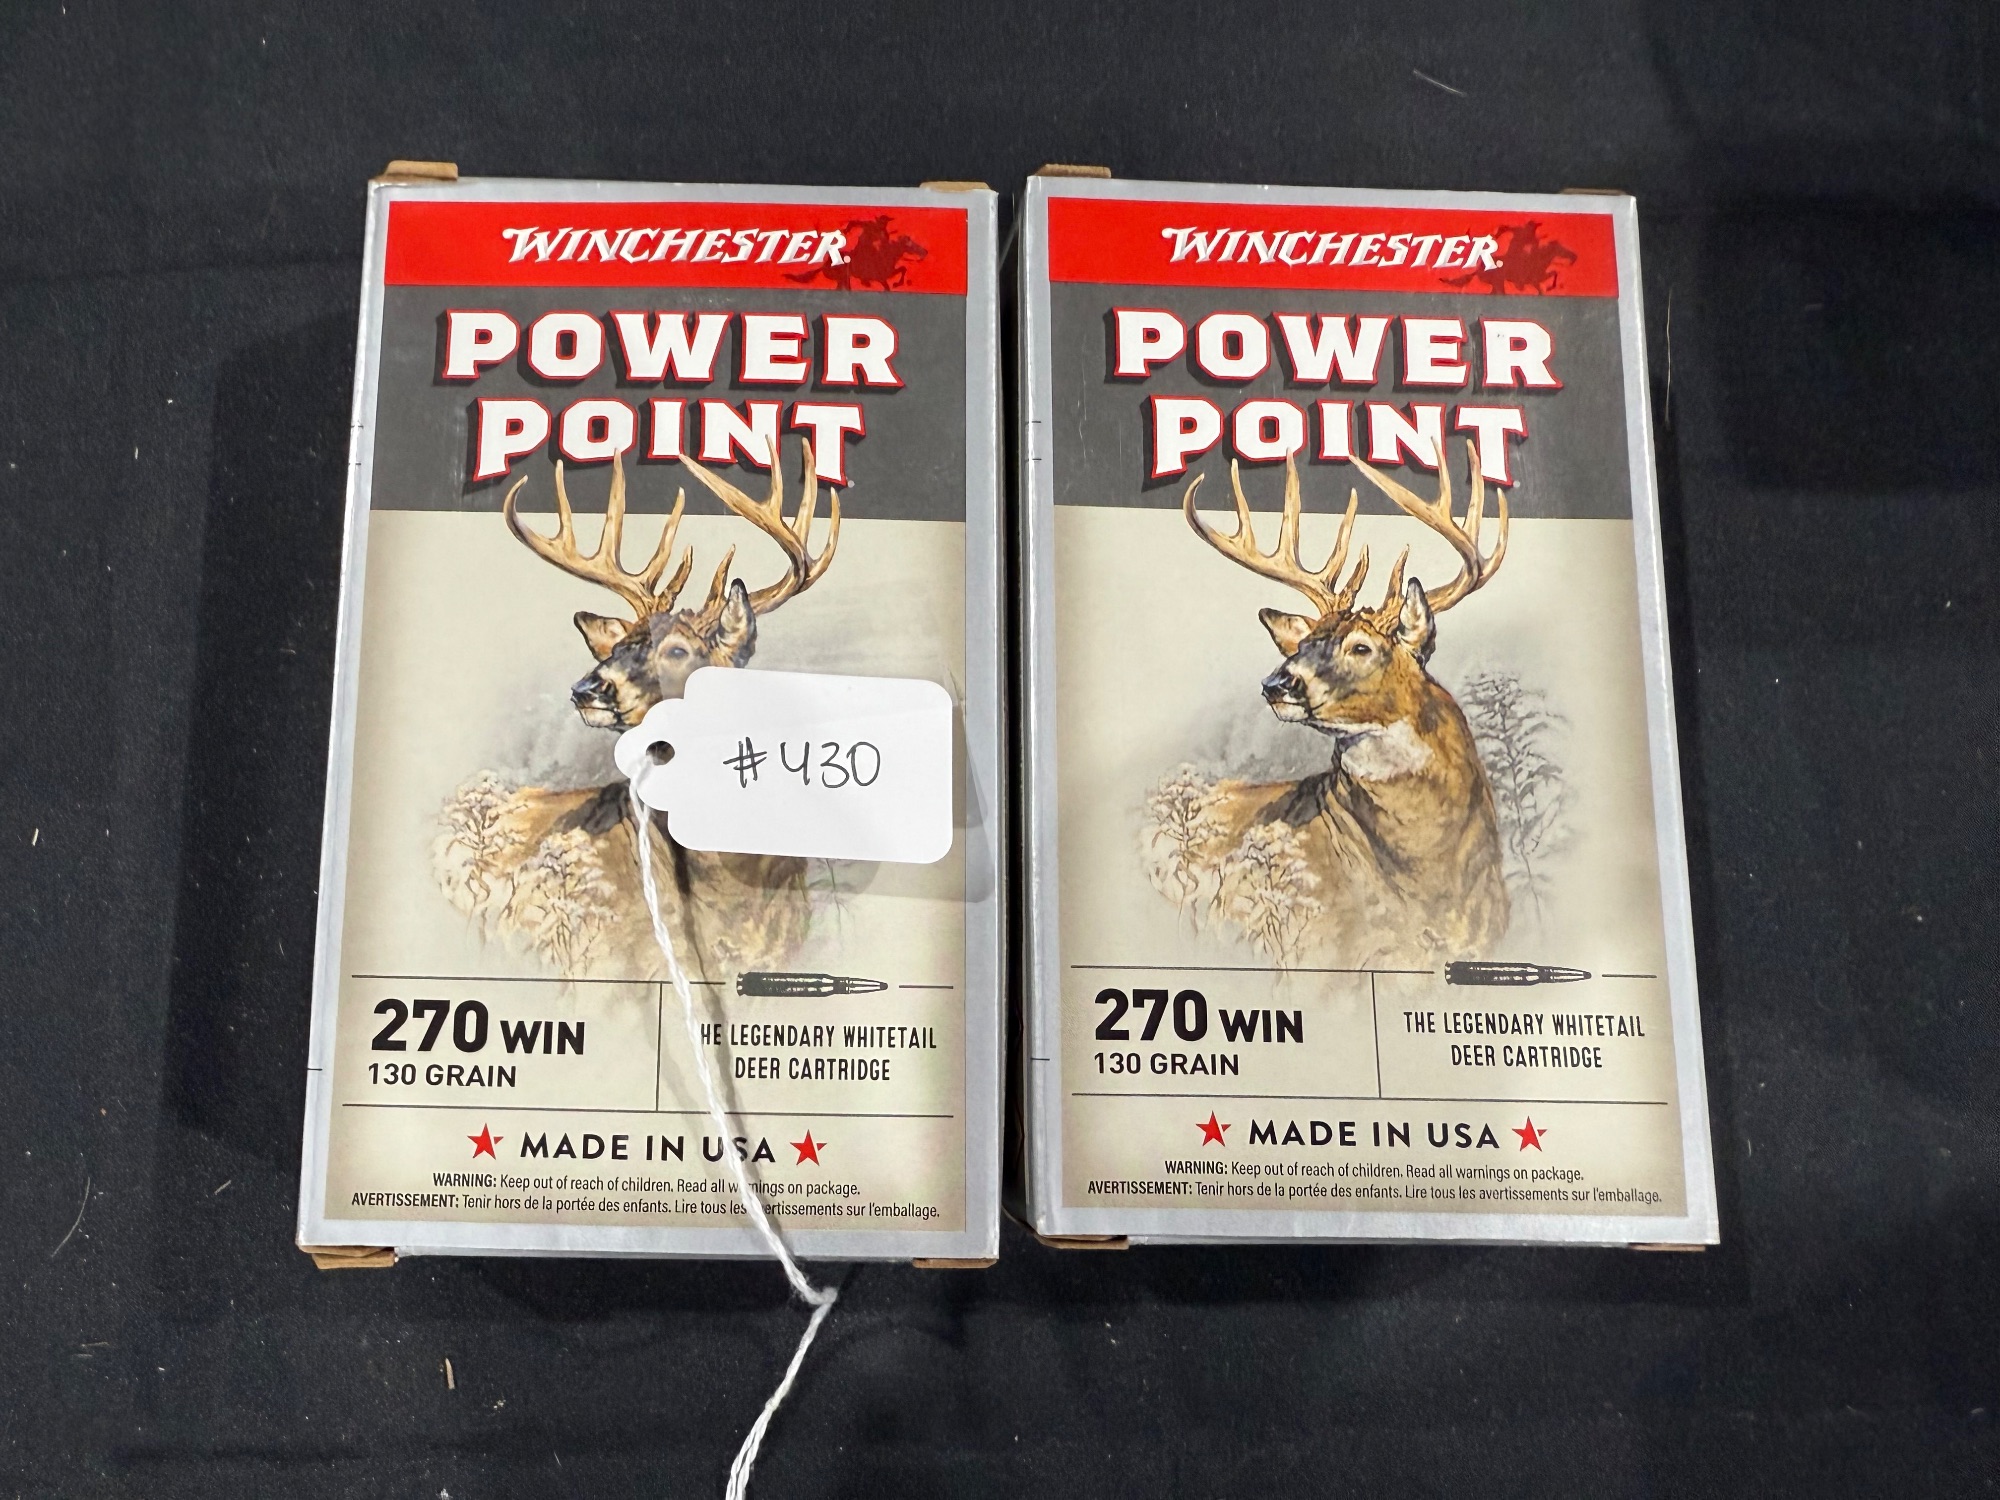 WINCHESTER
POWER
POINT
#430
270 WIN
130 GRAIN
HE LEGENDARY WHITETAIL
DEER CARTRIDGE
★ MADE IN USA ★
WARNING: Keep out of reach of children. Read all warnings on package.
AVERTISSEMENT: Tenir hors de la portée des enfants. Lire tous les avertissements sur l'emballage.
WINCHESTER
POWER
POINT
270 WIN
130 GRAIN
THE LEGENDARY WHITETAIL
DEER CARTRIDGE
★ MADE IN USA ★
WARNING: Keep out of reach of children. Read all warnings on package.
AVERTISSEMENT: Tenir hors de la portée des enfants. Lire tous les avertissements sur l'emballage.